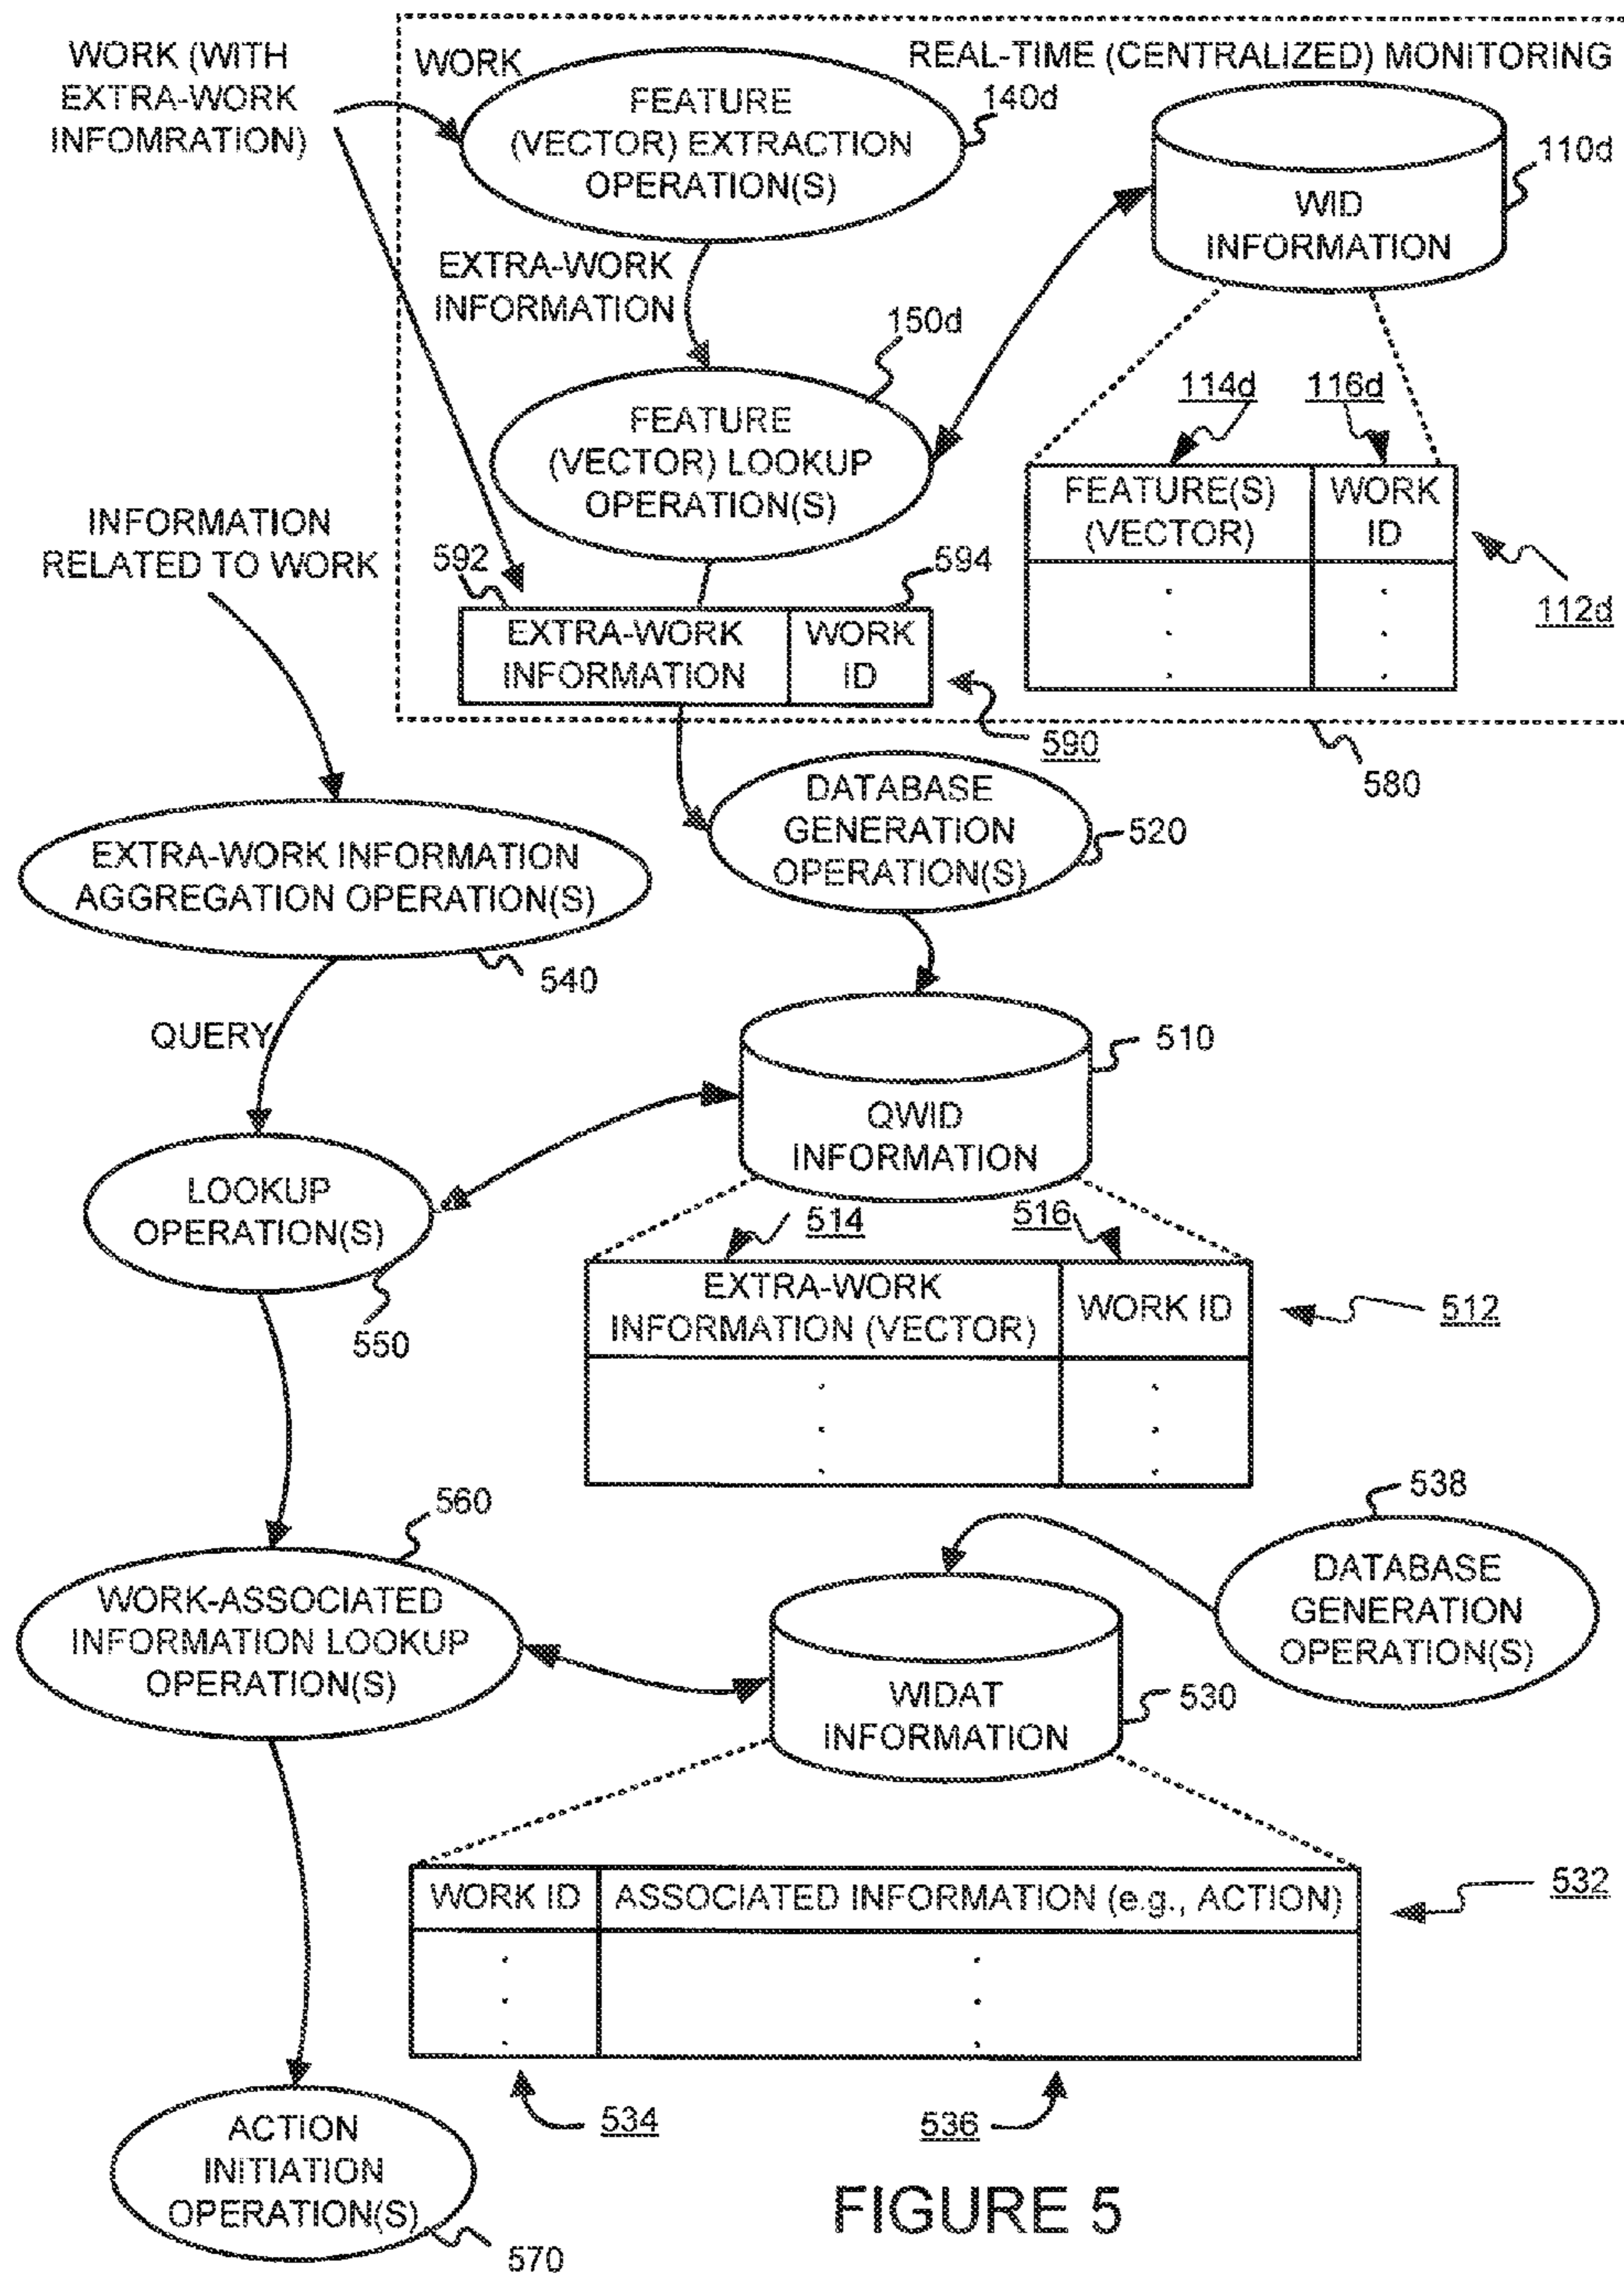 WORK (WITH
EXTRA-WORK
INFOMRATION)
WORK
REAL-TIME (CENTRALIZED) MONITORING
FEATURE
(VECTOR) EXTRACTION
OPERATION(S)
140d
WID
INFORMATION
110d
EXTRA-WORK
INFORMATION
150d
FEATURE
(VECTOR) LOOKUP
OPERATION(S)
114d
116d
FEATURE(S)
(VECTOR)
WORK
ID
112d
INFORMATION
RELATED TO WORK
592
594
EXTRA-WORK
INFORMATION
WORK
ID
590
580
DATABASE
GENERATION
OPERATION(S)
520
EXTRA-WORK INFORMATION
AGGREGATION OPERATION(S)
540
QUERY
510
QWID
INFORMATION
LOOKUP
OPERATION(S)
550
514
516
EXTRA-WORK
INFORMATION (VECTOR)
WORK ID
512
560
WORK-ASSOCIATED
INFORMATION LOOKUP
OPERATION(S)
538
DATABASE
GENERATION
OPERATION(S)
WIDAT
INFORMATION
530
WORK ID
ASSOCIATED INFORMATION (e.g., ACTION)
532
534
536
ACTION
INITIATION
OPERATION(S)
570
FIGURE 5